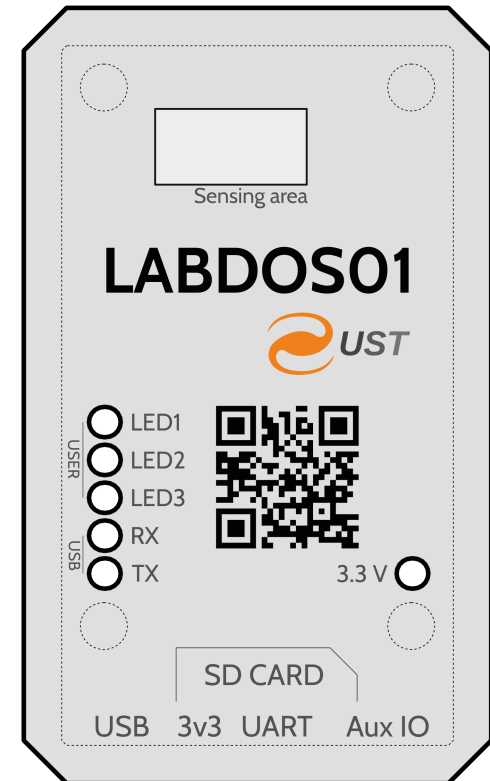 Sensing area
LABDOS01
UST
USER
LED1
LED2
LED3
USB
RX
TX
3.3 V
SD CARD
USB 3v3 UART Aux IO